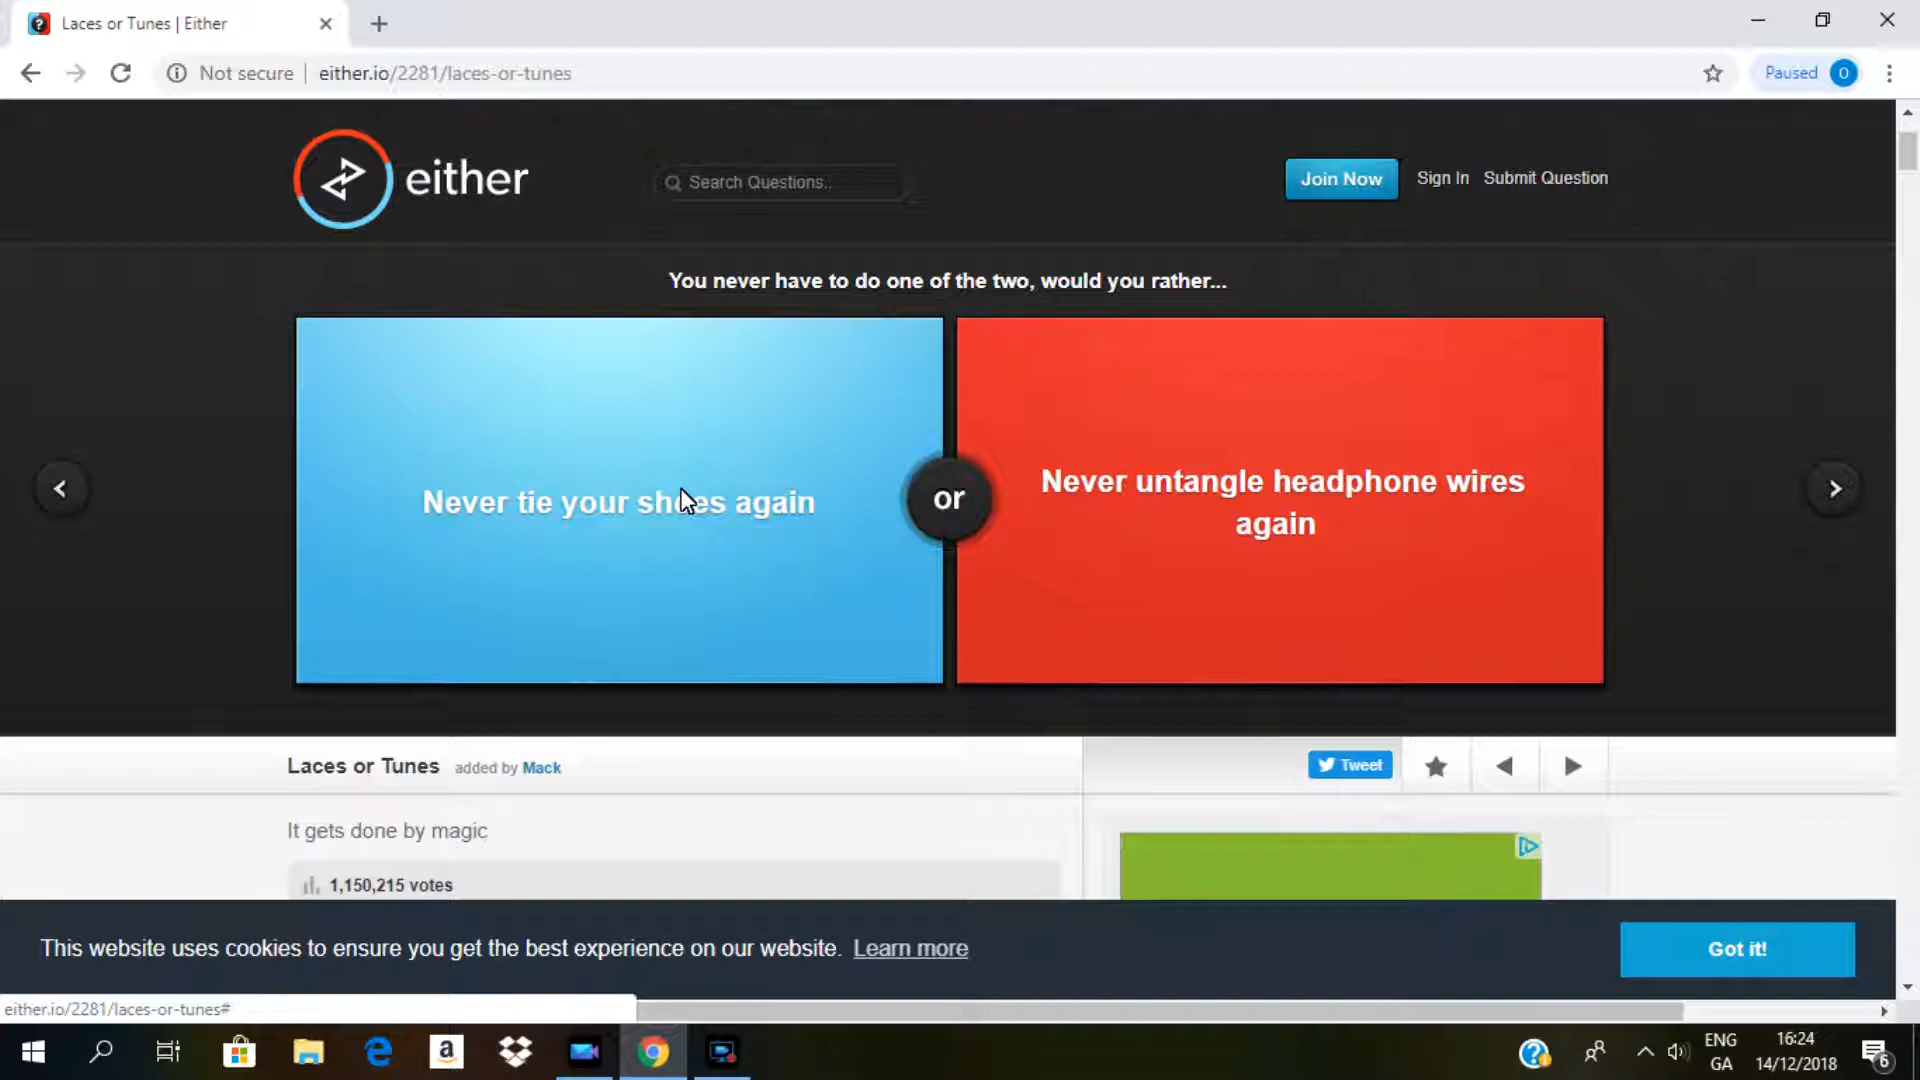 Laces or Tunes | Either
Not secure
either.io/2281/laces-or-tunes
Paused
O
either
Search Questions..
Join Now
Sign In
Submit Question
You never have to do one of the two, would you rather...
Never tie your shoes again
or
Never untangle headphone wires
again
Laces or Tunes added by Mack
Tweet
It gets done by magic
1,150,215 votes
This website uses cookies to ensure you get the best experience on our website. Learn more
Got it!
either.io/2281/laces-or-tunes#
ENG
GA
16:24
14/12/2018
6